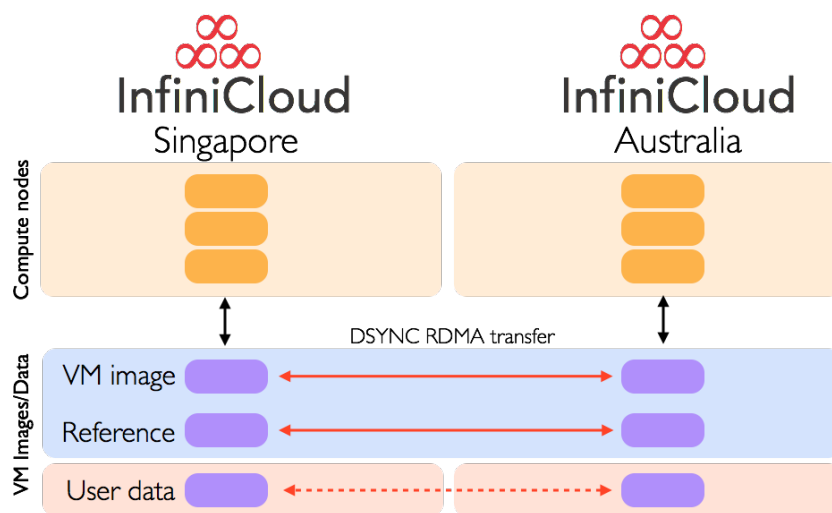 InfiniCloud
Singapore
InfiniCloud
Australia
Compute nodes
DSYNC RDMA transfer
VM Images/Data
VM image
Reference
User data